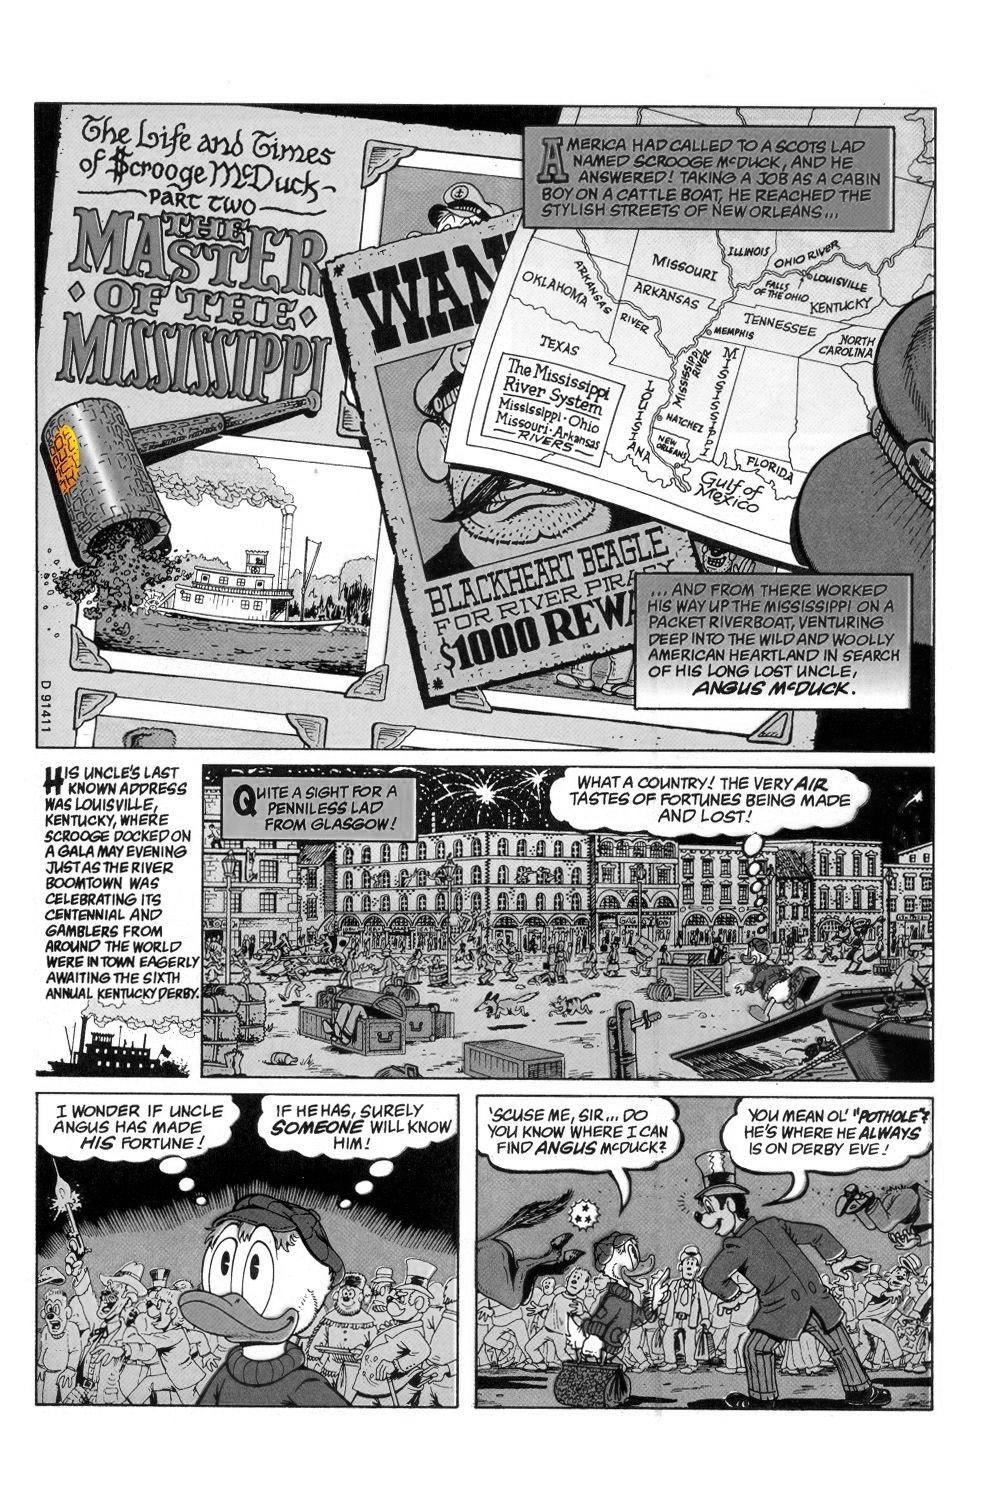 The Life and Times
of $crooge McDuck
PART TWO
THE
MASTER
OF THE
MISSISSIPPI
AMERICA HAD CALLED TO A SCOTS LAD
NAMED SCROOGE McDUCK, AND HE
ANSWERED! TAKING A JOB AS A CABIN
BOY ON A CATTLE BOAT, HE REACHED THE
STYLISH STREETS OF NEW ORLEANS...
WAN
BLACKHEART BEAGLE
FOR RIVER PIRACY
$1000 REWA
ILLINOIS
OHIO RIVER
MISSOURI
LOUISVILLE
FALLS
OF THE OHIO
KENTUCKY
OKLAHOMA
ARKANSAS
RIVER
ARKANSAS
TENNESSEE
MEMPHIS
NORTH
CAROLINA
TEXAS
MISSISSIPPI
RIVER
MISSISSIPPI
LOUISIANA
NATCHEZ
NEW
ORLEANS
FLORIDA
Gulf of
Mexico
The Mississippi
River System
Mississippi · Ohio
Missouri · Arkansas
RIVERS
...AND FROM THERE WORKED
HIS WAY UP THE MISSISSIPPI ON A
PACKET RIVERBOAT, VENTURING
DEEP INTO THE WILD AND WOOLLY
AMERICAN HEARTLAND IN SEARCH
OF HIS LONG LOST UNCLE,
ANGUS McDUCK.
D 91411
HIS UNCLE'S LAST
KNOWN ADDRESS
WAS LOUISVILLE,
KENTUCKY, WHERE
SCROOGE DOCKED ON
A GALA MAY EVENING
JUST AS THE RIVER
BOOMTOWN WAS
CELEBRATING ITS
CENTENNIAL AND
GAMBLERS FROM
AROUND THE WORLD
WERE IN TOWN EAGERLY
AWAITING THE SIXTH
ANNUAL KENTUCKY DERBY.
QUITE A SIGHT FOR A
PENNILESS LAD
FROM GLASGOW!
WHAT A COUNTRY! THE VERY AIR
TASTES OF FORTUNES BEING MADE
AND LOST!
I WONDER IF UNCLE
ANGUS HAS MADE
HIS FORTUNE!
IF HE HAS, SURELY
SOMEONE WILL KNOW
HIM!
'SCUSE ME, SIR... DO
YOU KNOW WHERE I CAN
FIND ANGUS McDUCK?
YOU MEAN OL' "POTHOLE"?
HE'S WHERE HE ALWAYS
IS ON DERBY EVE!